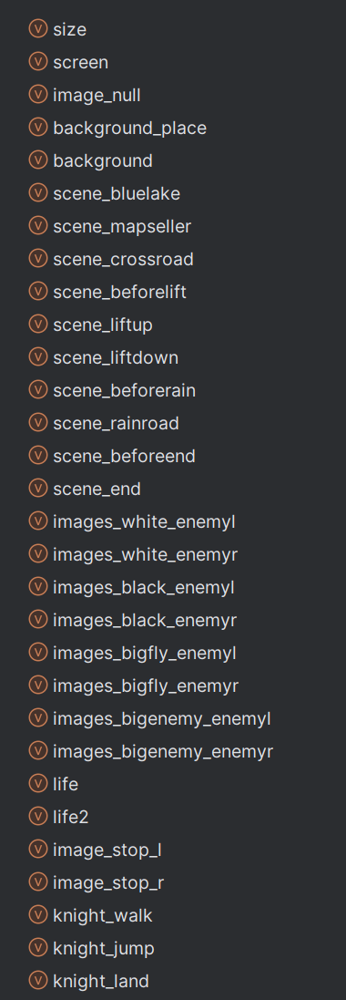 V size
V screen
V image_null
V background_place
V background
V scene_bluelake
V scene_mapseller
V scene_crossroad
V scene_beforelift
V scene_liftup
V scene_liftdown
V scene_beforerain
V scene_rainroad
V scene_beforeend
V scene_end
V images_white_enemyl
V images_white_enemyr
V images_black_enemyl
V images_black_enemyr
V images_bigfly_enemyl
V images_bigfly_enemyr
V images_bigenemy_enemyl
V images_bigenemy_enemyr
V life
V life2
V image_stop_l
V image_stop_r
V knight_walk
V knight_jump
V knight_land